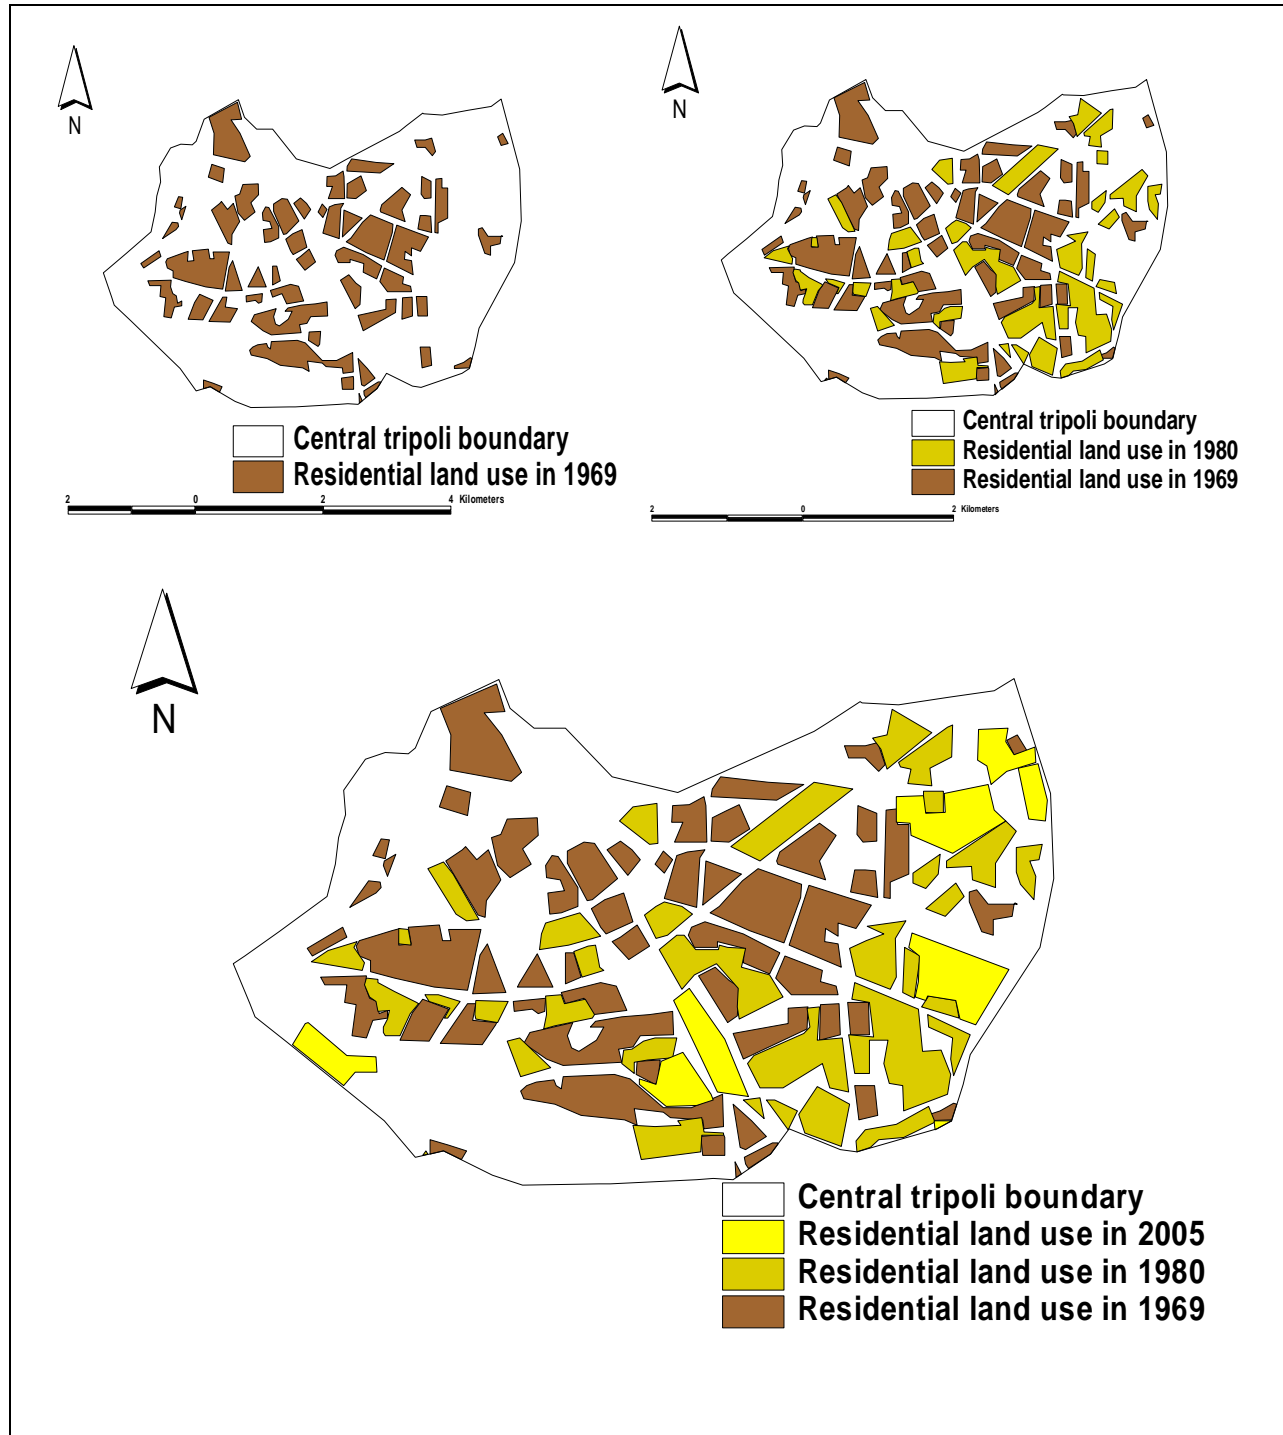 N
N
Central tripoli boundary
Residential land use in 1969
2 0 2 4 Kilometers
Central tripoli boundary
Residential land use in 1980
Residential land use in 1969
2 0 2 Kilometers
N
Central tripoli boundary
Residential land use in 2005
Residential land use in 1980
Residential land use in 1969